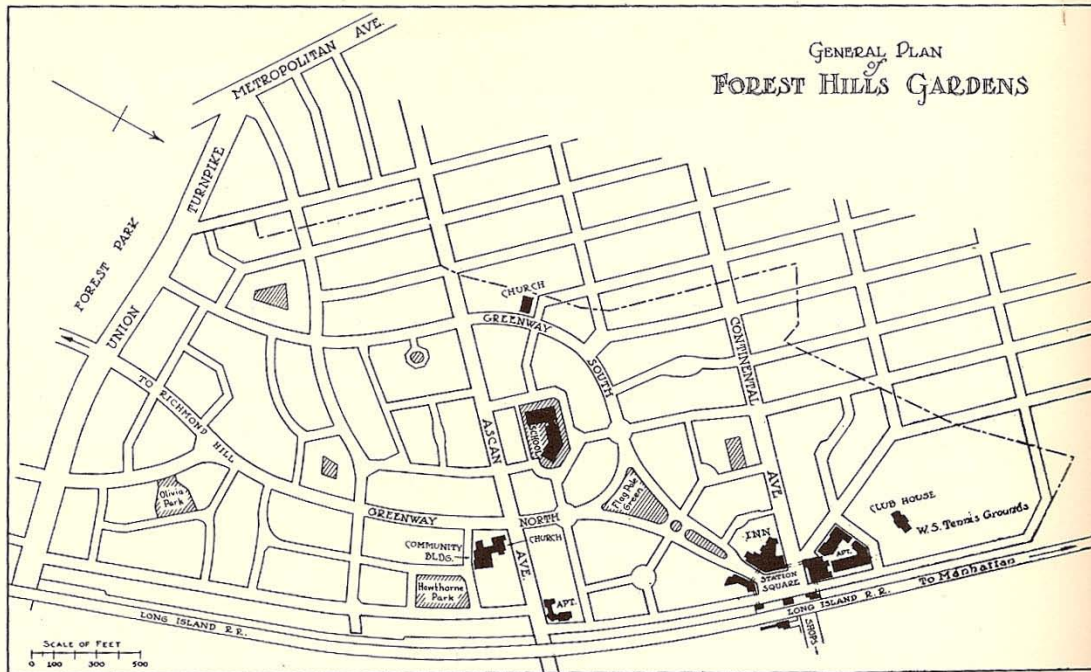 GENERAL PLAN
of
FOREST HILLS GARDENS
METROPOLITAN AVE.
UNION TURNPIKE
FOREST PARK
CHURCH
GREENWAY SOUTH
CONTINENTAL AVE
TO RICHMOND HILL
ASCAN AVE.
SCHOOL
Olivia
Park
Flag Pole
Green
GREENWAY NORTH
CLUB HOUSE
W. S. Tennis Grounds
INN
APT.
COMMUNITY
BLDG.
CHURCH
STATION
SQUARE
To Manhattan
Hawthorne
Park
APT.
LONG ISLAND R.R.
LONG ISLAND R.R.
SHOPS
SCALE OF FEET
0 100 300 500